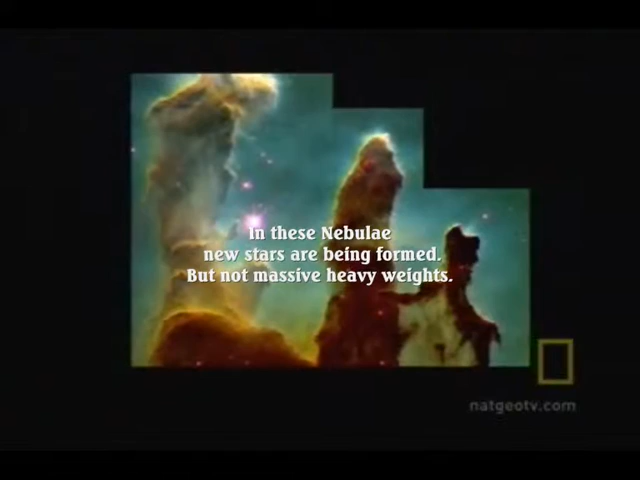 In these Nebulae
new stars are being formed.
But not massive heavy weights.
natgeotv.com